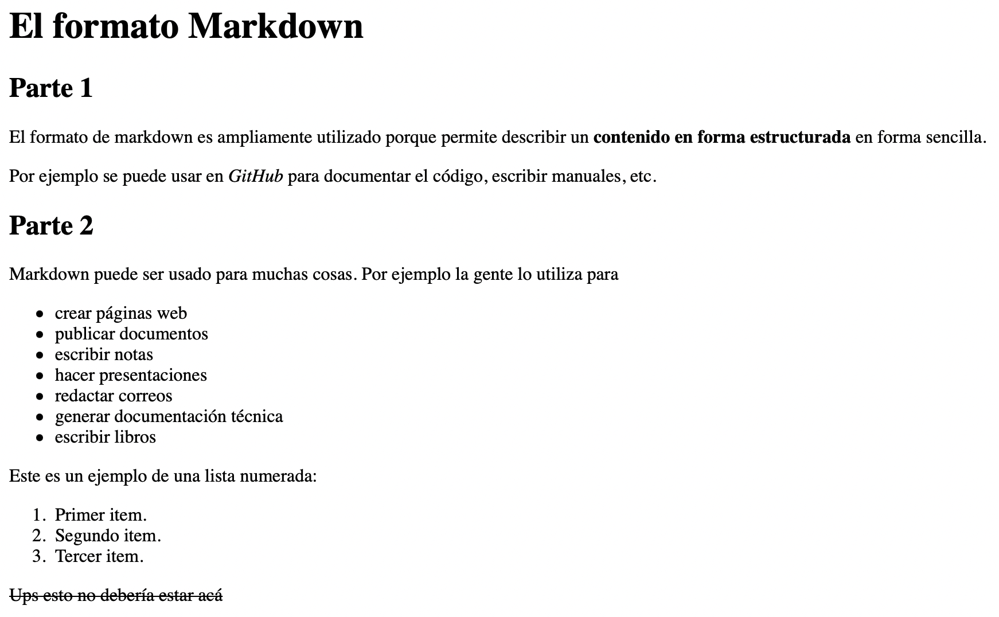 El formato Markdown
Parte 1
El formato de markdown es ampliamente utilizado porque permite describir un contenido en forma estructurada en forma sencilla.
Por ejemplo se puede usar en GitHub para documentar el código, escribir manuales, etc.
Parte 2
Markdown puede ser usado para muchas cosas. Por ejemplo la gente lo utiliza para
• crear páginas web
• publicar documentos
• escribir notas
• hacer presentaciones
• redactar correos
• generar documentación técnica
• escribir libros
Este es un ejemplo de una lista numerada:
1. Primer item.
2. Segundo item.
3. Tercer item.
Ups esto no debería estar acá